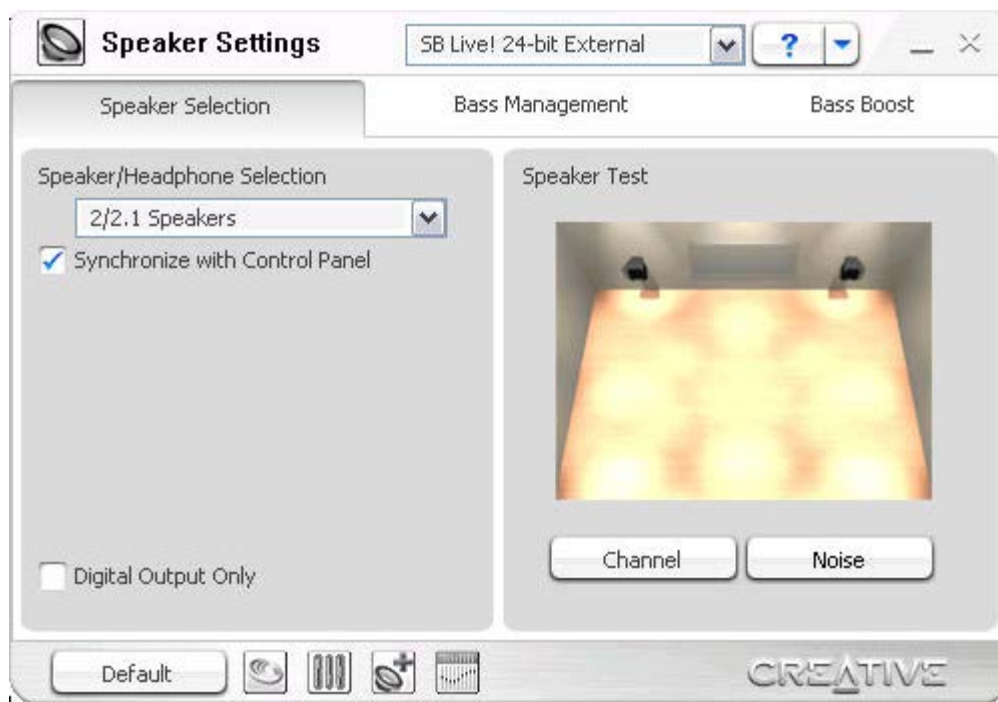 Speaker Settings
SB Live! 24-bit External
?
Speaker Selection
Bass Management
Bass Boost
Speaker/Headphone Selection
2/2.1 Speakers
Synchronize with Control Panel
Digital Output Only
Speaker Test
Channel
Noise
Default
CREATIVE